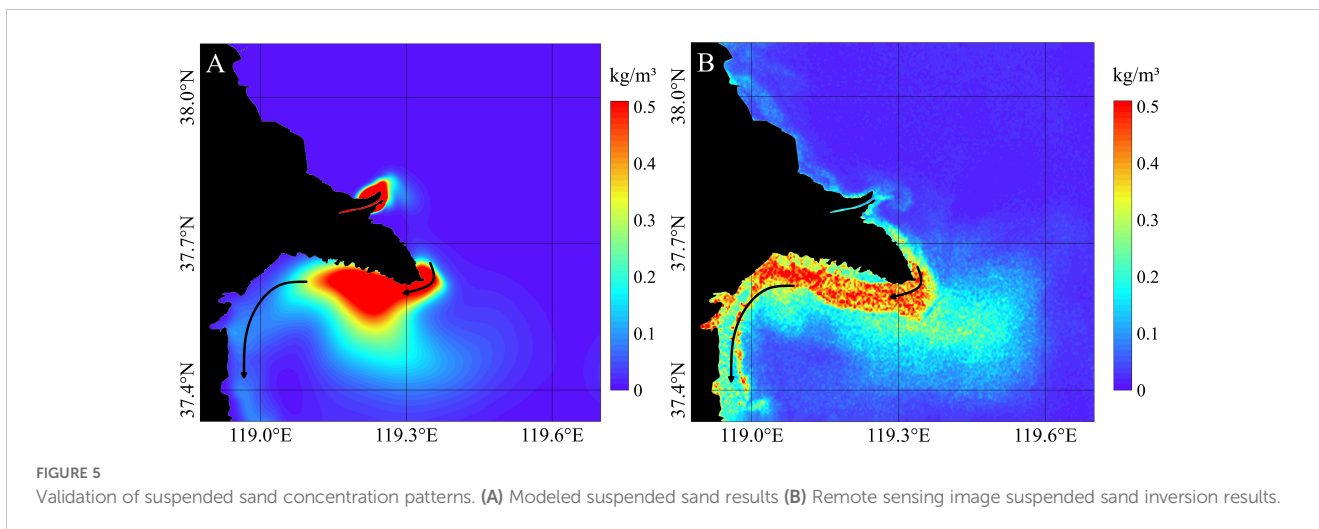 A
38.0°N
37.7°N
37.4°N
119.0°E
119.3°E
119.6°E
kg/m³
0.5
0.4
0.3
0.2
0.1
0
B
38.0°N
37.7°N
37.4°N
119.0°E
119.3°E
119.6°E
kg/m³
0.5
0.4
0.3
0.2
0.1
0
FIGURE 5
Validation of suspended sand concentration patterns. (A) Modeled suspended sand results (B) Remote sensing image suspended sand inversion results.